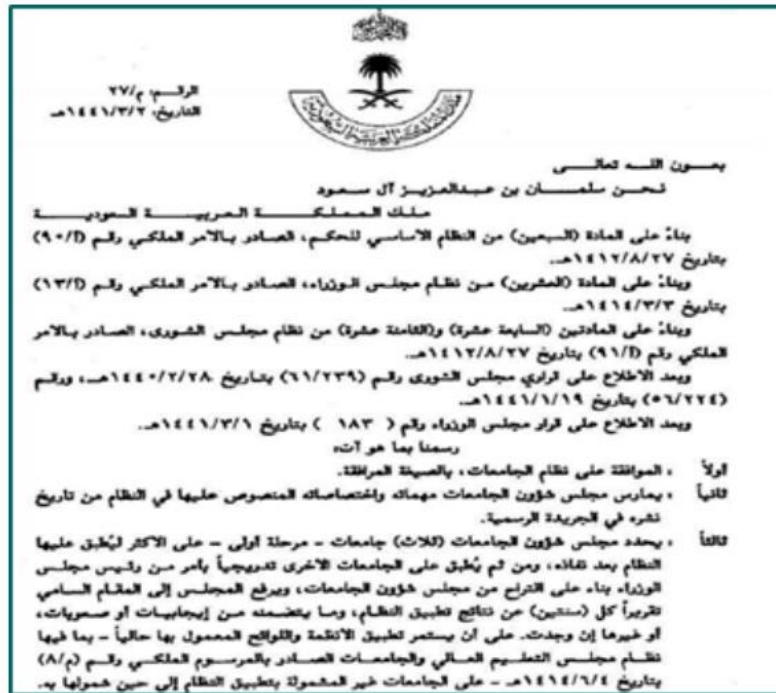 الرقم: م/٢٧
التاريخ: ١٤٤١/٣/٢هـ
بعون الله تعالى
نحن سلمان بن عبدالعزيز آل سعود
ملك المملكة العربية السعودية
بناءً على المادة (السبعين) من النظام الأساسي للحكم، الصادر بالأمر الملكي رقم (أ/٩٠)
بتاريخ ١٤١٢/٨/٢٧هـ.
وبناءً على المادة (العشرين) من نظام مجلس الوزراء، الصادر بالأمر الملكي رقم (أ/١٣)
بتاريخ ١٤١٤/٣/٣هـ.
وبناءً على المادتين (السابعة عشرة) و(الثامنة عشرة) من نظام مجلس الشورى، الصادر بالأمر
الملكي رقم (أ/٩١) بتاريخ ١٤١٢/٨/٢٧هـ.
وبعد الاطلاع على قراري مجلس الشورى رقم (٦١/٢٣٩) بتاريخ ١٤٤٠/٢/٢٨هـ، ورقم
(٥٦/٢٢٤) بتاريخ ١٤٤١/١/١٩هـ.
وبعد الاطلاع على قرار مجلس الوزراء رقم ( ١٨٣ ) بتاريخ ١٤٤١/٣/١هـ.
رسمنا بما هو آت:
أولاً : الموافقة على نظام الجامعات، بالصيغة المرافقة.
ثانياً : يمارس مجلس شؤون الجامعات مهماته واختصاصاته المنصوص عليها في النظام من تاريخ
نشره في الجريدة الرسمية.
ثالثاً : يحدد مجلس شؤون الجامعات (ثلاث) جامعات - مرحلة أولى - على الأكثر ليُطبق عليها
النظام بعد نفاذه، ومن ثم يُطبق على الجامعات الأخرى تدريجياً بأمر من رئيس مجلس
الوزراء بناء على اقتراح من مجلس شؤون الجامعات، ويرفع المجلس إلى المقام السامي
تقريراً كل (سنتين) عن نتائج تطبيق النظام، وما يتضمنه من إيجابيات أو صعوبات،
أو غيرها إن وجدت. على أن يستمر تطبيق الأنظمة واللوائح المعمول بها حالياً - بما فيها
نظام مجلس التعليم العالي والجامعات الصادر بالمرسوم الملكي رقم (م/٨)
بتاريخ ١٤١٤/٦/٤هـ - على الجامعات غير المشمولة بتطبيق النظام إلى حين شمولها به.